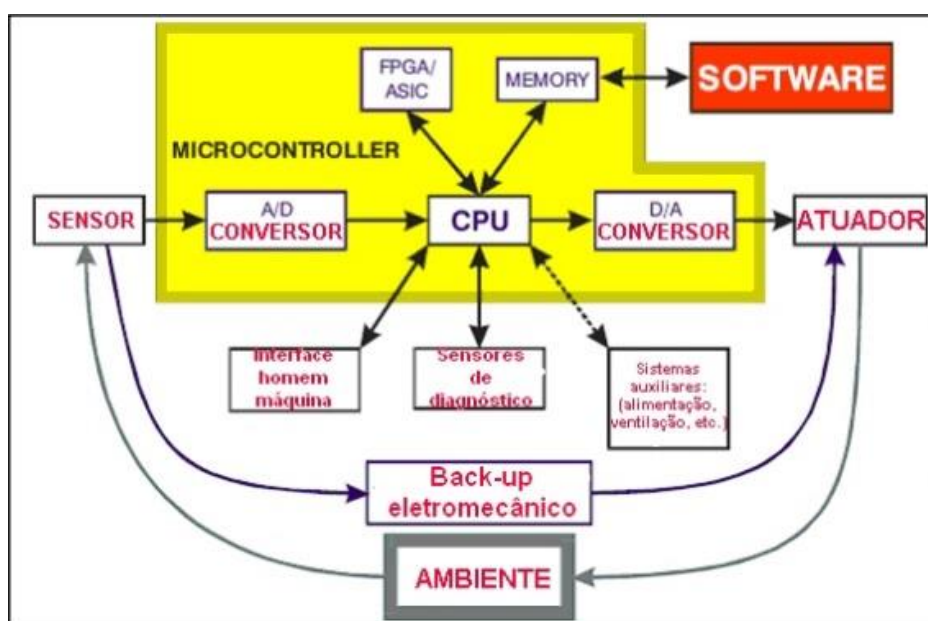 FPGA/
ASIC
MEMORY
SOFTWARE
MICROCONTROLLER
SENSOR
A/D
CONVERSOR
CPU
D/A
CONVERSOR
ATUADOR
Interface
homem
máquina
Sensores
de
diagnóstico
Sistemas
auxiliares:
(alimentação,
ventilação, etc.)
Back-up
eletromecânico
AMBIENTE